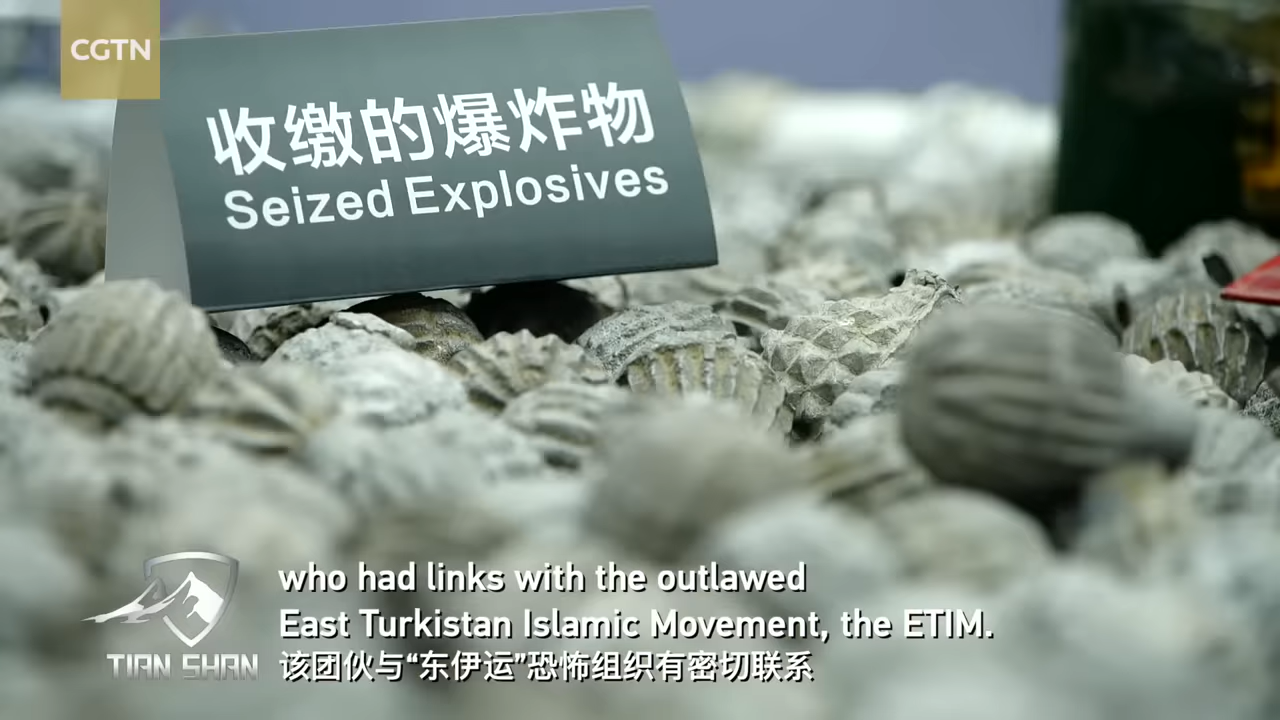 CGTN
收缴的爆炸物
Seized Explosives
who had links with the outlawed
East Turkistan Islamic Movement, the ETIM.
该团伙与“东伊运”恐怖组织有密切联系
TIAN SHAN